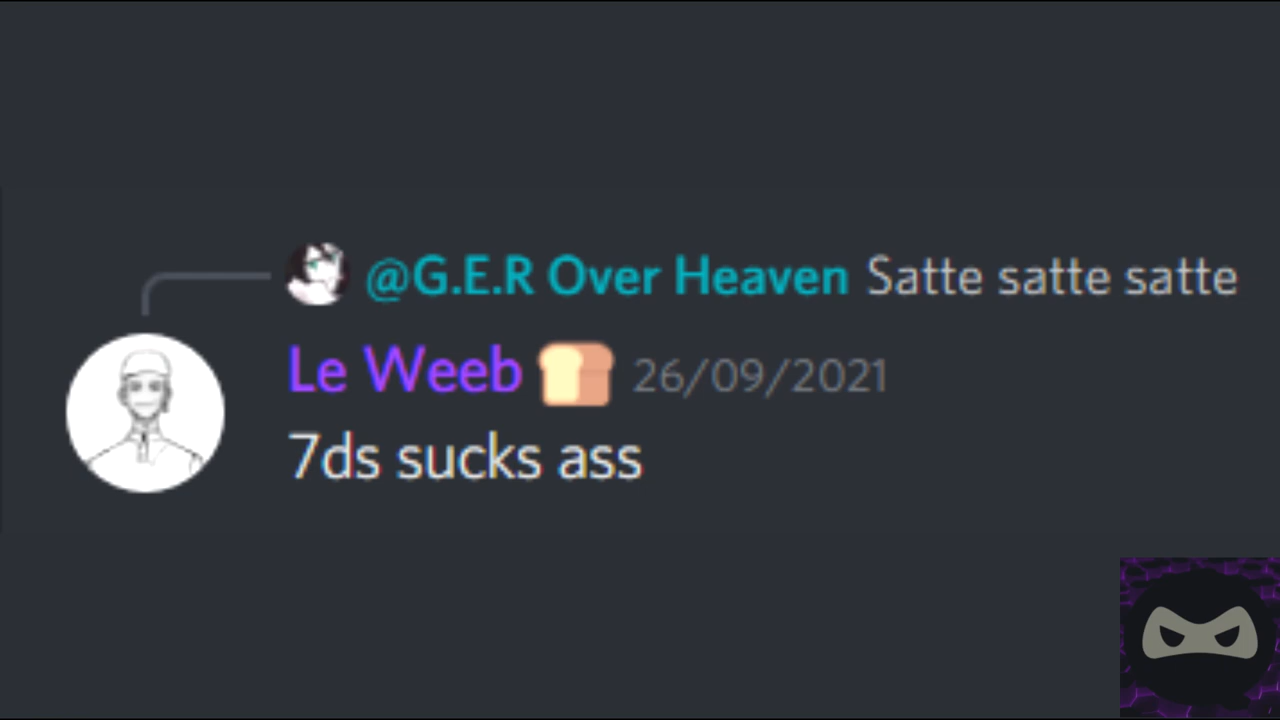 @G.E.R Over Heaven Satte satte satte
Le Weeb 🍞 26/09/2021
7ds sucks ass